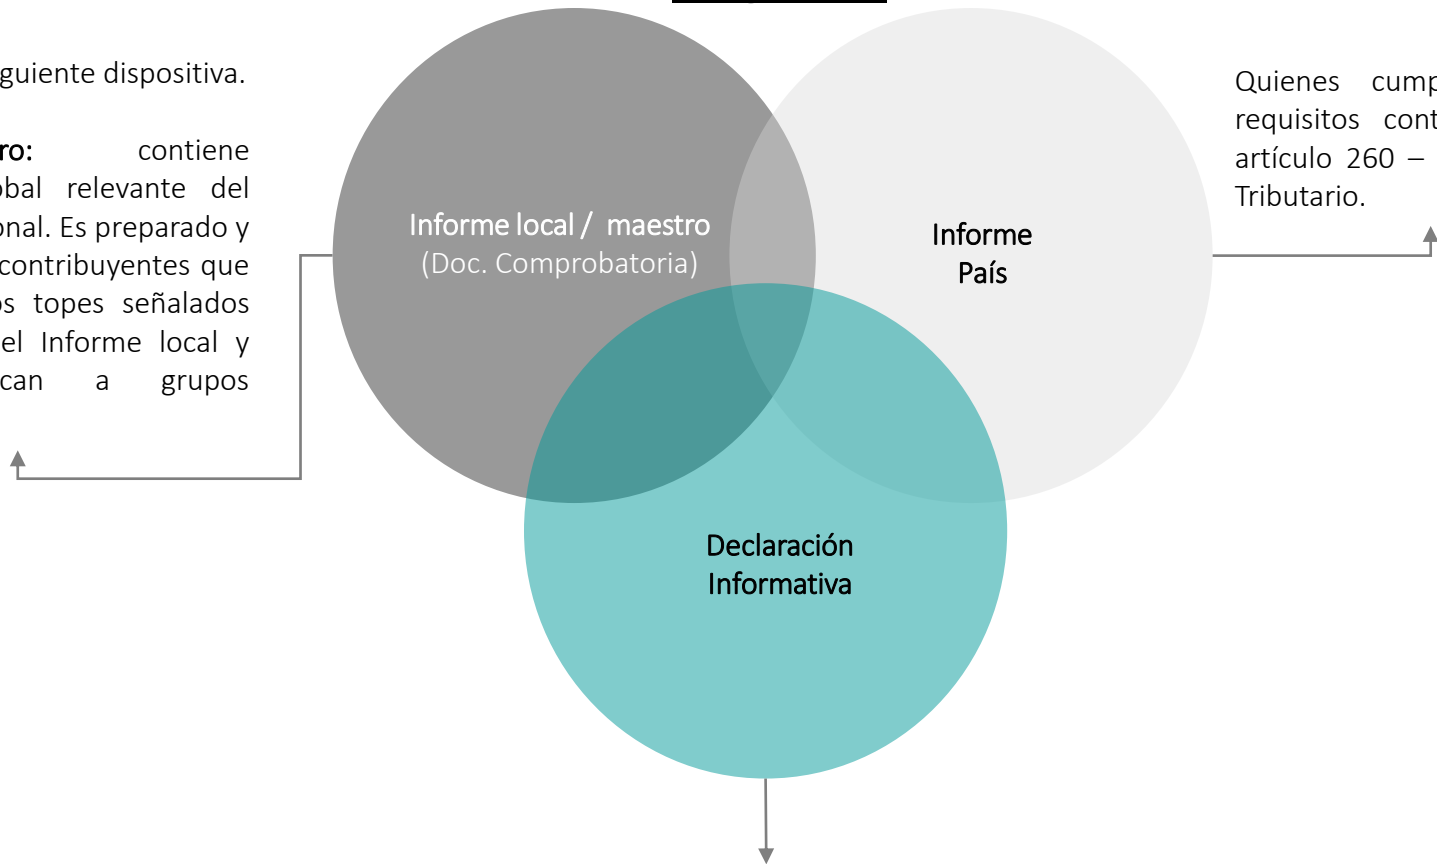 guiente dispositiva.
ro: contiene
obal relevante del
onal. Es preparado y
contribuyentes que
os topes señalados
el Informe local y
can a grupos
Informe local / maestro
(Doc. Comprobatoria)
Informe
País
Declaración
Informativa
Quienes cump
requisitos cont
artículo 260 –
Tributario.